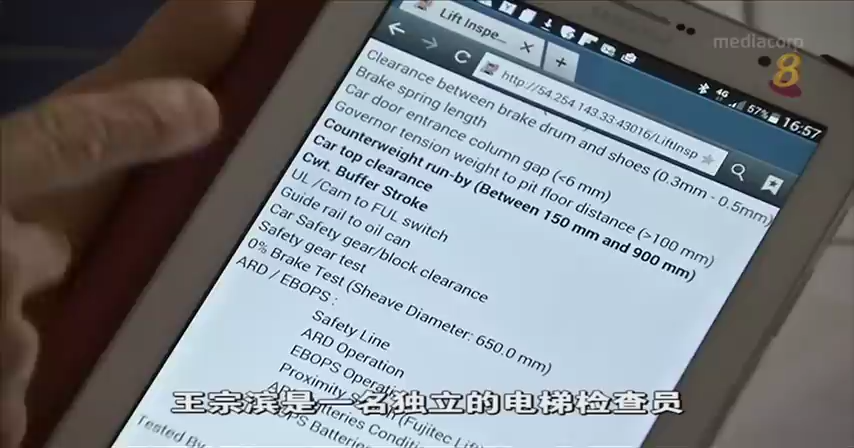 mediacorp
8
4G 57% 16:57
Lift Inspe...
http://54.254.143.33:43016/LiftInsp
Clearance between brake drum and shoes (0.3mm - 0.5mm)
Brake spring length
Car door entrance column gap (<6 mm)
Governor tension weight to pit floor distance (>100 mm)
Counterweight run-by (Between 150 mm and 900 mm)
Car top clearance
Cwt. Buffer Stroke
UL /Cam to FUL switch
Guide rail to oil can
Car Safety gear/block clearance
Safety gear test
0% Brake Test (Sheave Diameter: 650.0 mm)
ARD / EBOPS :
Safety Line
ARD Operation
EBOPS Operati
Proximity (Fujitec Lift
Batteries Conditi
EBOPS Batteri
Tested By
王宗滨是一名独立的电梯检查员